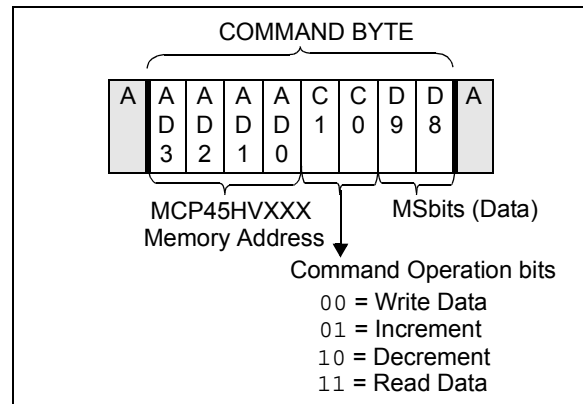 COMMAND BYTE
A A A A A C C D D A
D D D D 1 0 9 8
3 2 1 0
MCP45HVXXX
Memory Address
MSbits (Data)
Command Operation bits
00 = Write Data
01 = Increment
10 = Decrement
11 = Read Data